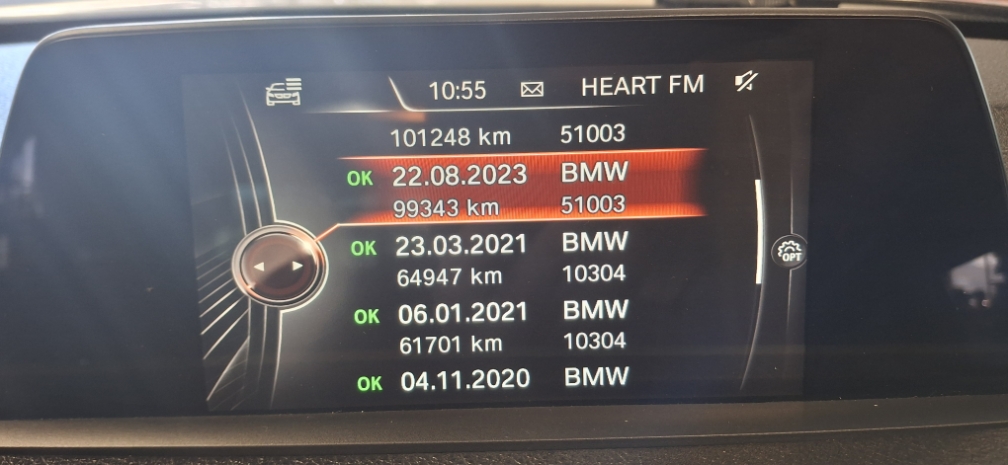 10:55 HEART FM
101248 km 51003
OK 22.08.2023 BMW
99343 km 51003
OK 23.03.2021 BMW
64947 km 10304
OPT
OK 06.01.2021 BMW
61701 km 10304
OK 04.11.2020 BMW